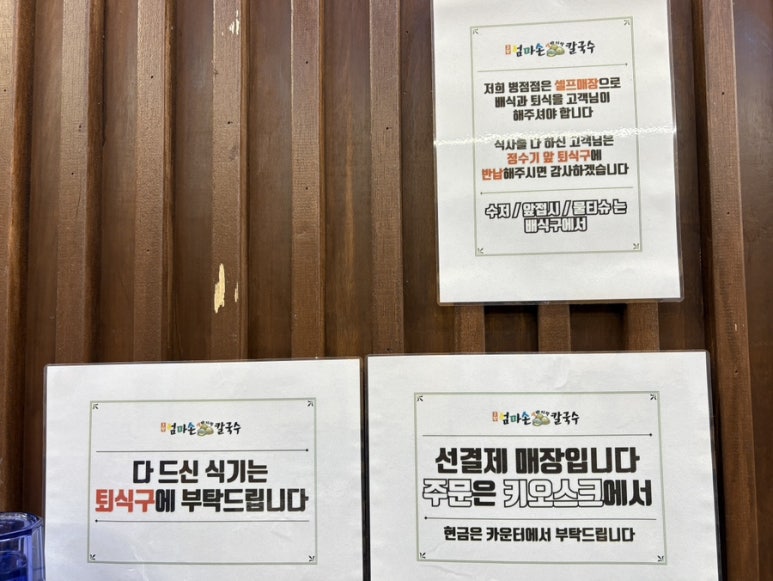 엄마손 칼국수
저희 병점점은 셀프매장으로
배식과 퇴식을 고객님이
해주셔야 합니다
식사를 다 하신 고객님은
정수기 앞 퇴식구에
반납해주시면 감사하겠습니다
수저 / 앞접시 / 물티슈 는
배식구에서
엄마손 칼국수
다 드신 식기는
퇴식구에 부탁드립니다
엄마손 칼국수
선결제 매장입니다
주문은 키오스크에서
현금은 카운터에서 부탁드립니다